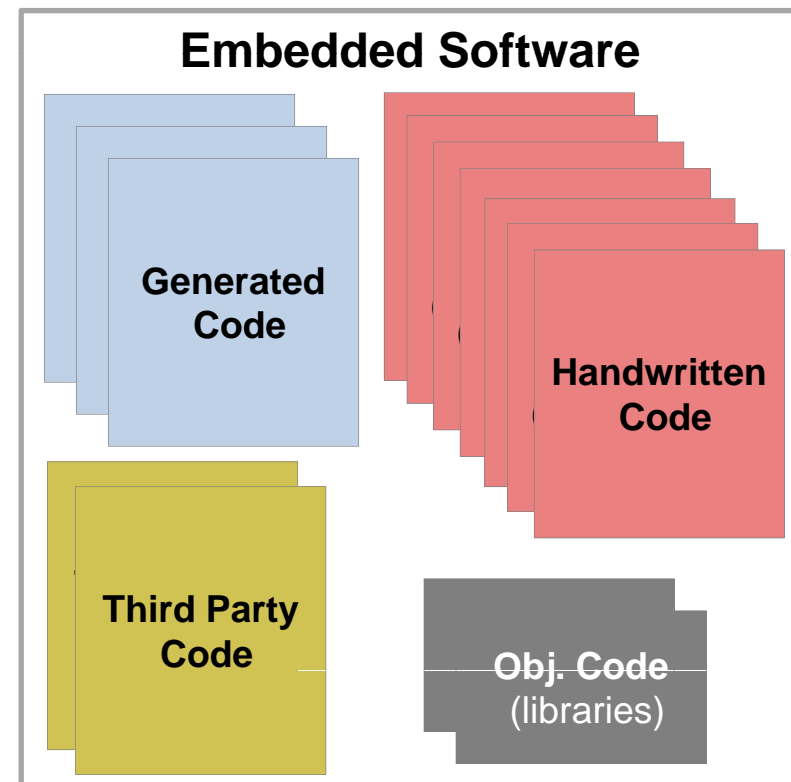 Embedded Software
Generated
Code
Handwritten
Code
Third Party
Code
Obj. Code
(libraries)